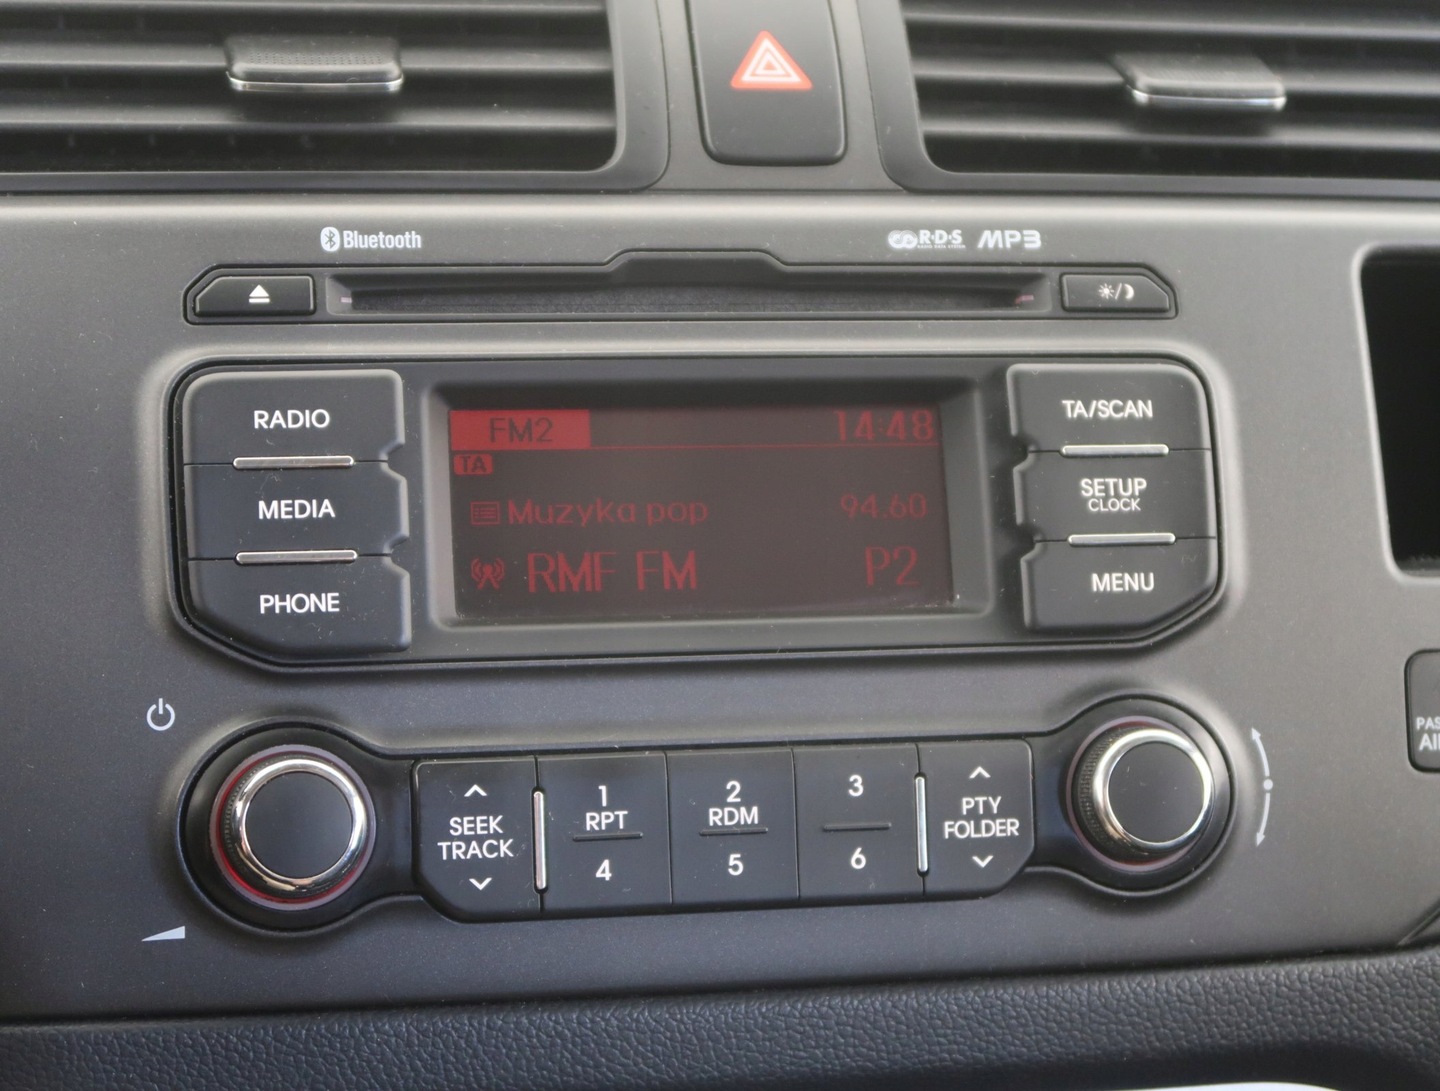 Bluetooth
R·D·S MP3
RADIO
MEDIA
PHONE
FM2 14:48
TA
Muzyka pop 94.60
RMF FM P2
TA/SCAN
SETUP
CLOCK
MENU
SEEK
TRACK
1
RPT
4
2
RDM
5
3
6
PTY
FOLDER
PAS